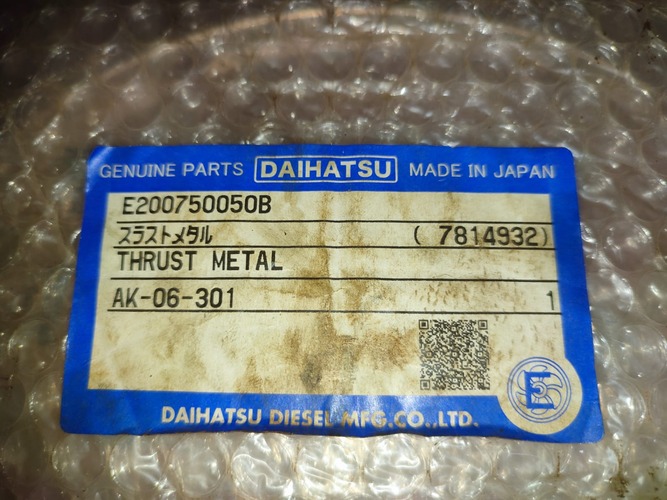 GENUINE PARTS DAIHATSU MADE IN JAPAN
E200750050B
スラストメタル ( 7814932)
THRUST METAL
AK-06-301 1
E
DAIHATSU DIESEL MFG.CO.,LTD.